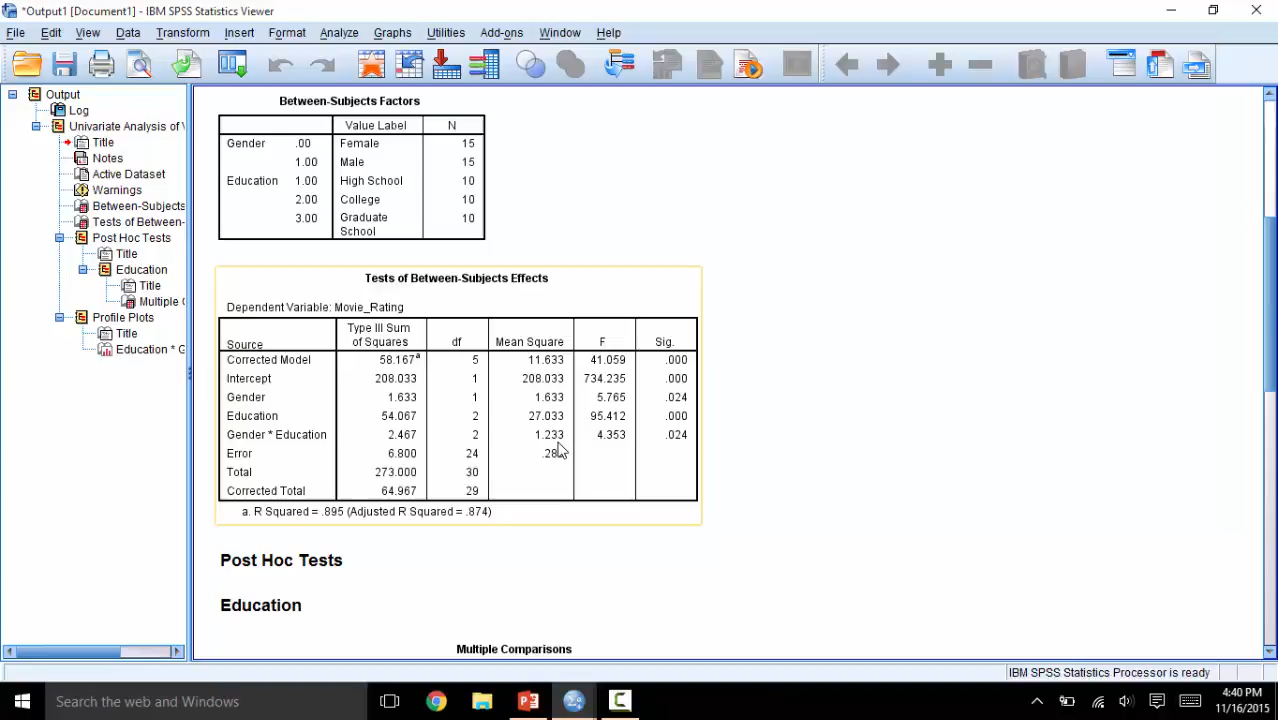 *Output1 [Document1] - IBM SPSS Statistics Viewer
File Edit View Data Transform Insert Format Analyze Graphs Utilities Add-ons Window Help
Output
Log
Univariate Analysis of
Title
Notes
Active Dataset
Warnings
Between-Subjects
Tests of Between-
Post Hoc Tests
Title
Education
Title
Multiple
Profile Plots
Title
Education *
Between-Subjects Factors
Value Label N
Gender .00 Female 15
1.00 Male 15
Education 1.00 High School 10
2.00 College 10
3.00 Graduate School 10
Tests of Between-Subjects Effects
Dependent Variable: Movie_Rating
Source Type III Sum of Squares df Mean Square F Sig.
Corrected Model 58.167a 5 11.633 41.059 .000
Intercept 208.033 1 208.033 734.235 .000
Gender 1.633 1 1.633 5.765 .024
Education 54.067 2 27.033 95.412 .000
Gender * Education 2.467 2 1.233 4.353 .024
Error 6.800 24
Total 273.000 30
Corrected Total 64.967 29
a. R Squared = .895 (Adjusted R Squared = .874)
Post Hoc Tests
Education
Multiple Comparisons
IBM SPSS Statistics Processor is ready
Search the web and Windows
4:40 PM
11/16/2015